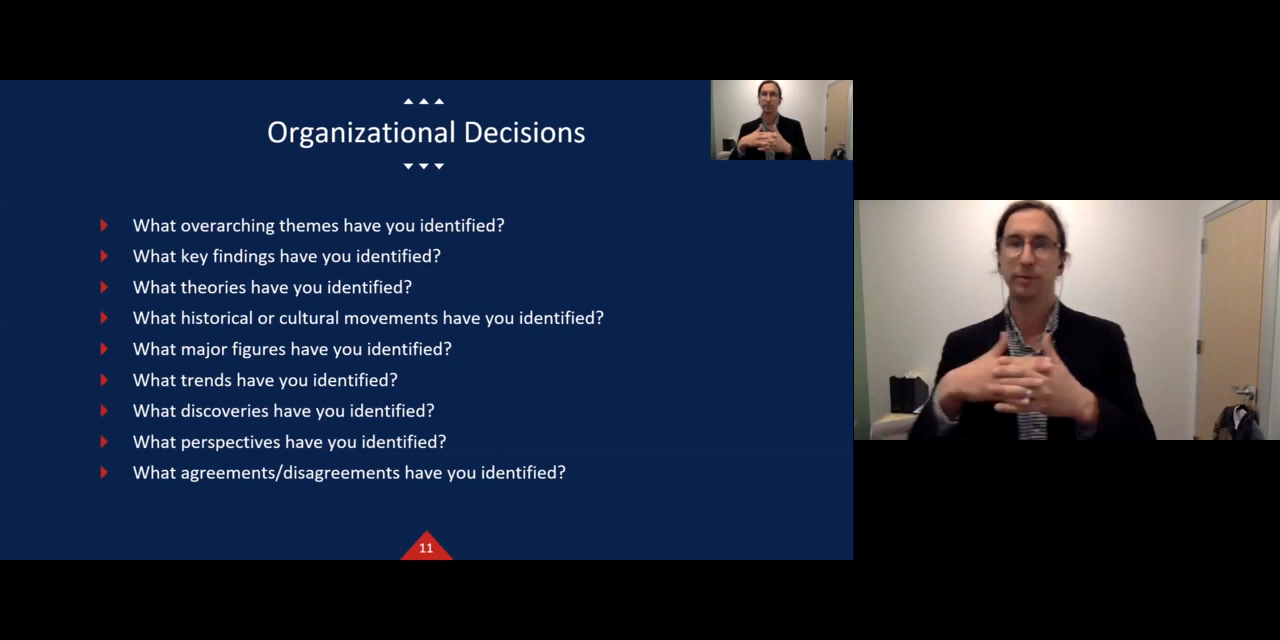 Organizational Decisions
What overarching themes have you identified?
What key findings have you identified?
What theories have you identified?
What historical or cultural movements have you identified?
What major figures have you identified?
What trends have you identified?
What discoveries have you identified?
What perspectives have you identified?
What agreements/disagreements have you identified?
11